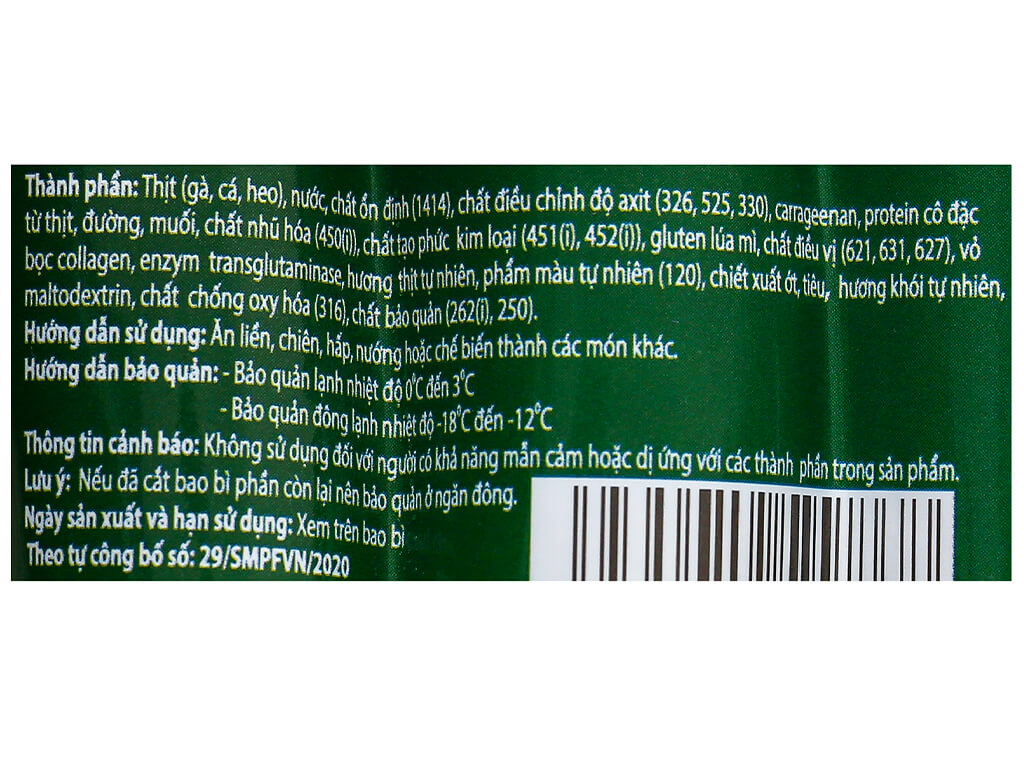 Thành phần: Thịt (gà, cá, heo), nước, chất ổn định (1414), chất điều chỉnh độ axit (326, 525, 330), carrageenan, protein cô đặc
từ thịt, đường, muối, chất nhũ hóa (450(i)), chất tạo phức kim loại (451(i), 452(i)), gluten lúa mì, chất điều vị (621, 631, 627), vỏ
bọc collagen, enzym transglutaminase, hương thịt tự nhiên, phẩm màu tự nhiên (120), chiết xuất ớt, tiêu, hương khói tự nhiên,
maltodextrin, chất chống oxy hóa (316), chất bảo quản (262(i), 250).
Hướng dẫn sử dụng: Ăn liền, chiên, hấp, nướng hoặc chế biến thành các món khác.
Hướng dẫn bảo quản: - Bảo quản lạnh nhiệt độ 0°C đến 3°C
- Bảo quản đông lạnh nhiệt độ -18°C đến -12°C
Thông tin cảnh báo: Không sử dụng đối với người có khả năng mẫn cảm hoặc dị ứng với các thành phần trong sản phẩm.
Lưu ý: Nếu đã cắt bao bì phần còn lại nên bảo quản ở ngăn đông.
Ngày sản xuất và hạn sử dụng: Xem trên bao bì
Theo tự công bố số: 29/SMPFVN/2020